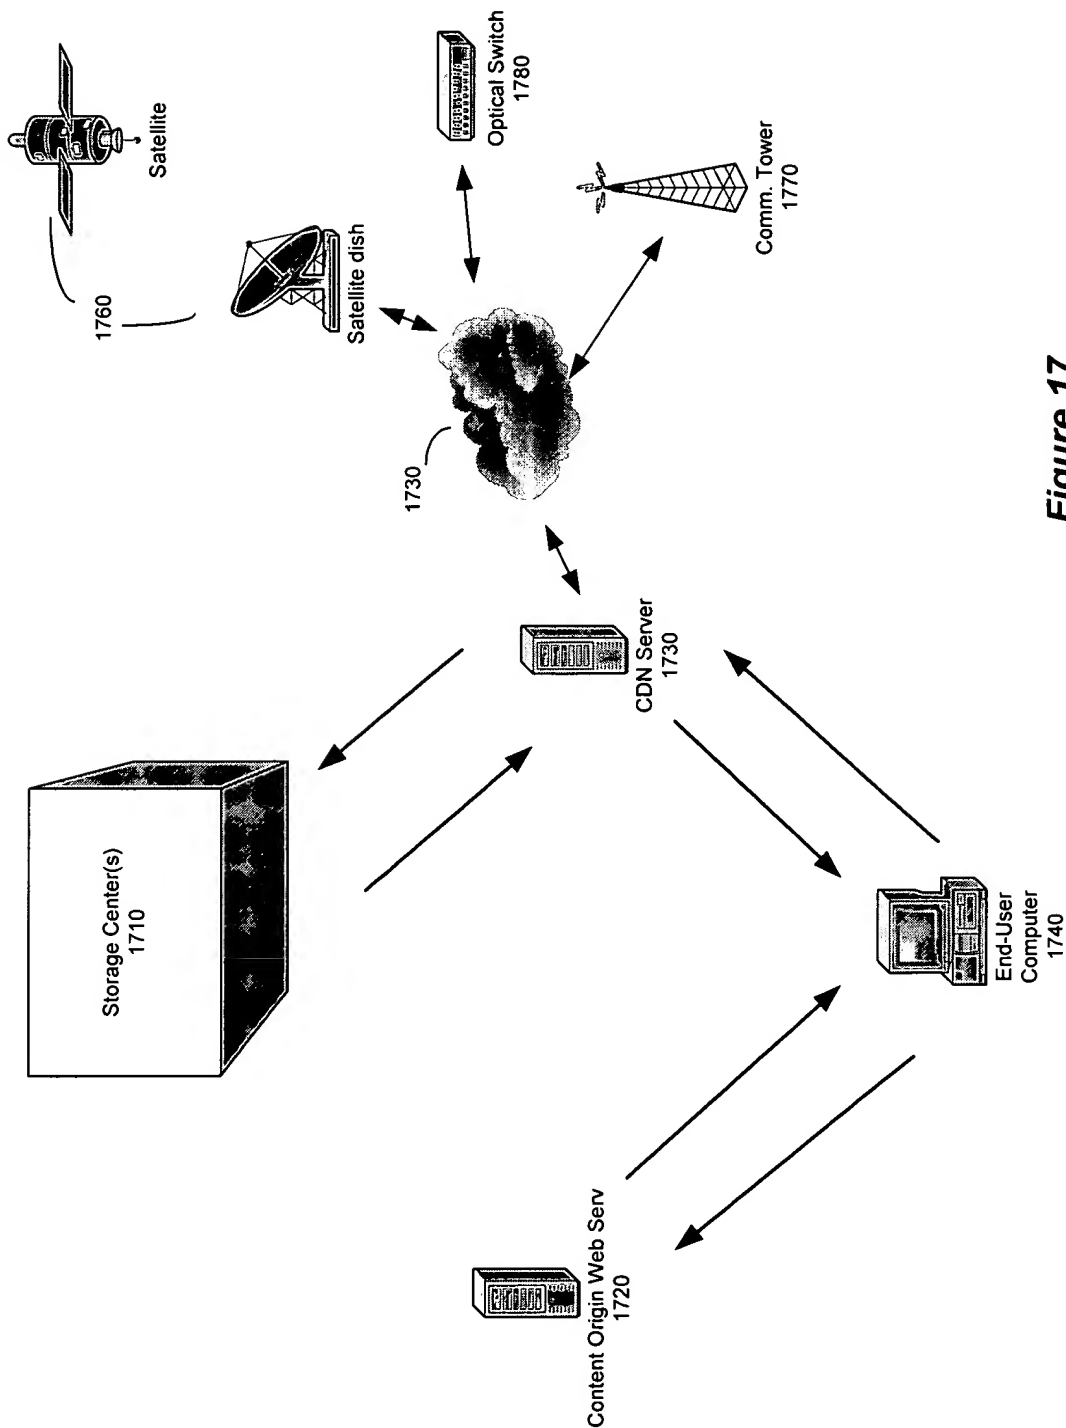 Storage Center(s)
1710
1760
Satellite
Satellite dish
Optical Switch
1780
1730
Comm. Tower
1770
CDN Server
1730
Content Origin Web Serv
1720
End-User
Computer
1740
Figure 17